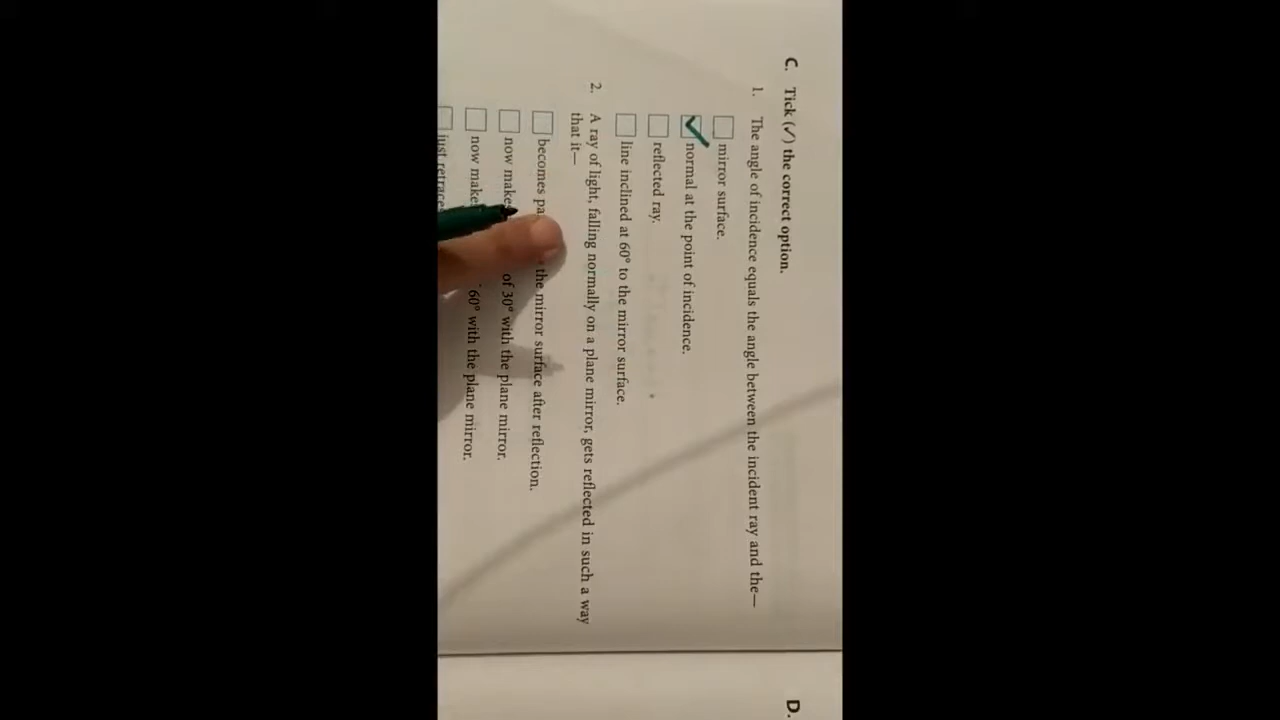 C. Tick (✓) the correct option.
1. The angle of incidence equals the angle between the incident ray and the—
mirror surface.
normal at the point of incidence.
reflected ray.
line inclined at 60° to the mirror surface.
2. A ray of light, falling normally on a plane mirror, gets reflected in such a way
that it—
becomes the mirror surface after reflection.
now of 30° with the plane mirror.
now 60° with the plane mirror.
just
D.